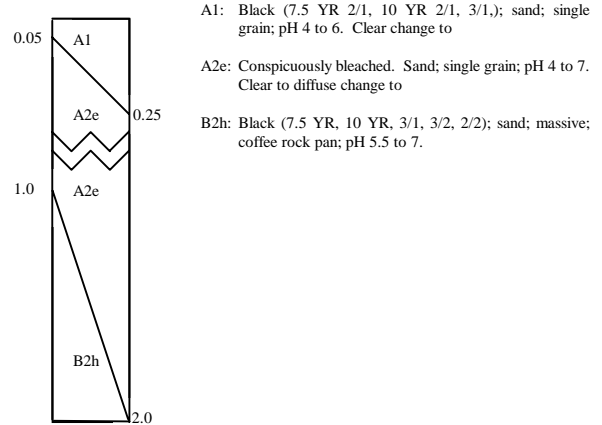 A1: Black (7.5 YR 2/1, 10 YR 2/1, 3/1,); sand; single
grain; pH 4 to 6. Clear change to
0.05
A1
A2e: Conspicuously bleached. Sand; single grain; pH 4 to 7.
Clear to diffuse change to
A2e
0.25
B2h: Black (7.5 YR, 10 YR, 3/1, 3/2, 2/2); sand; massive;
coffee rock pan; pH 5.5 to 7.
1.0
A2e
B2h
2.0